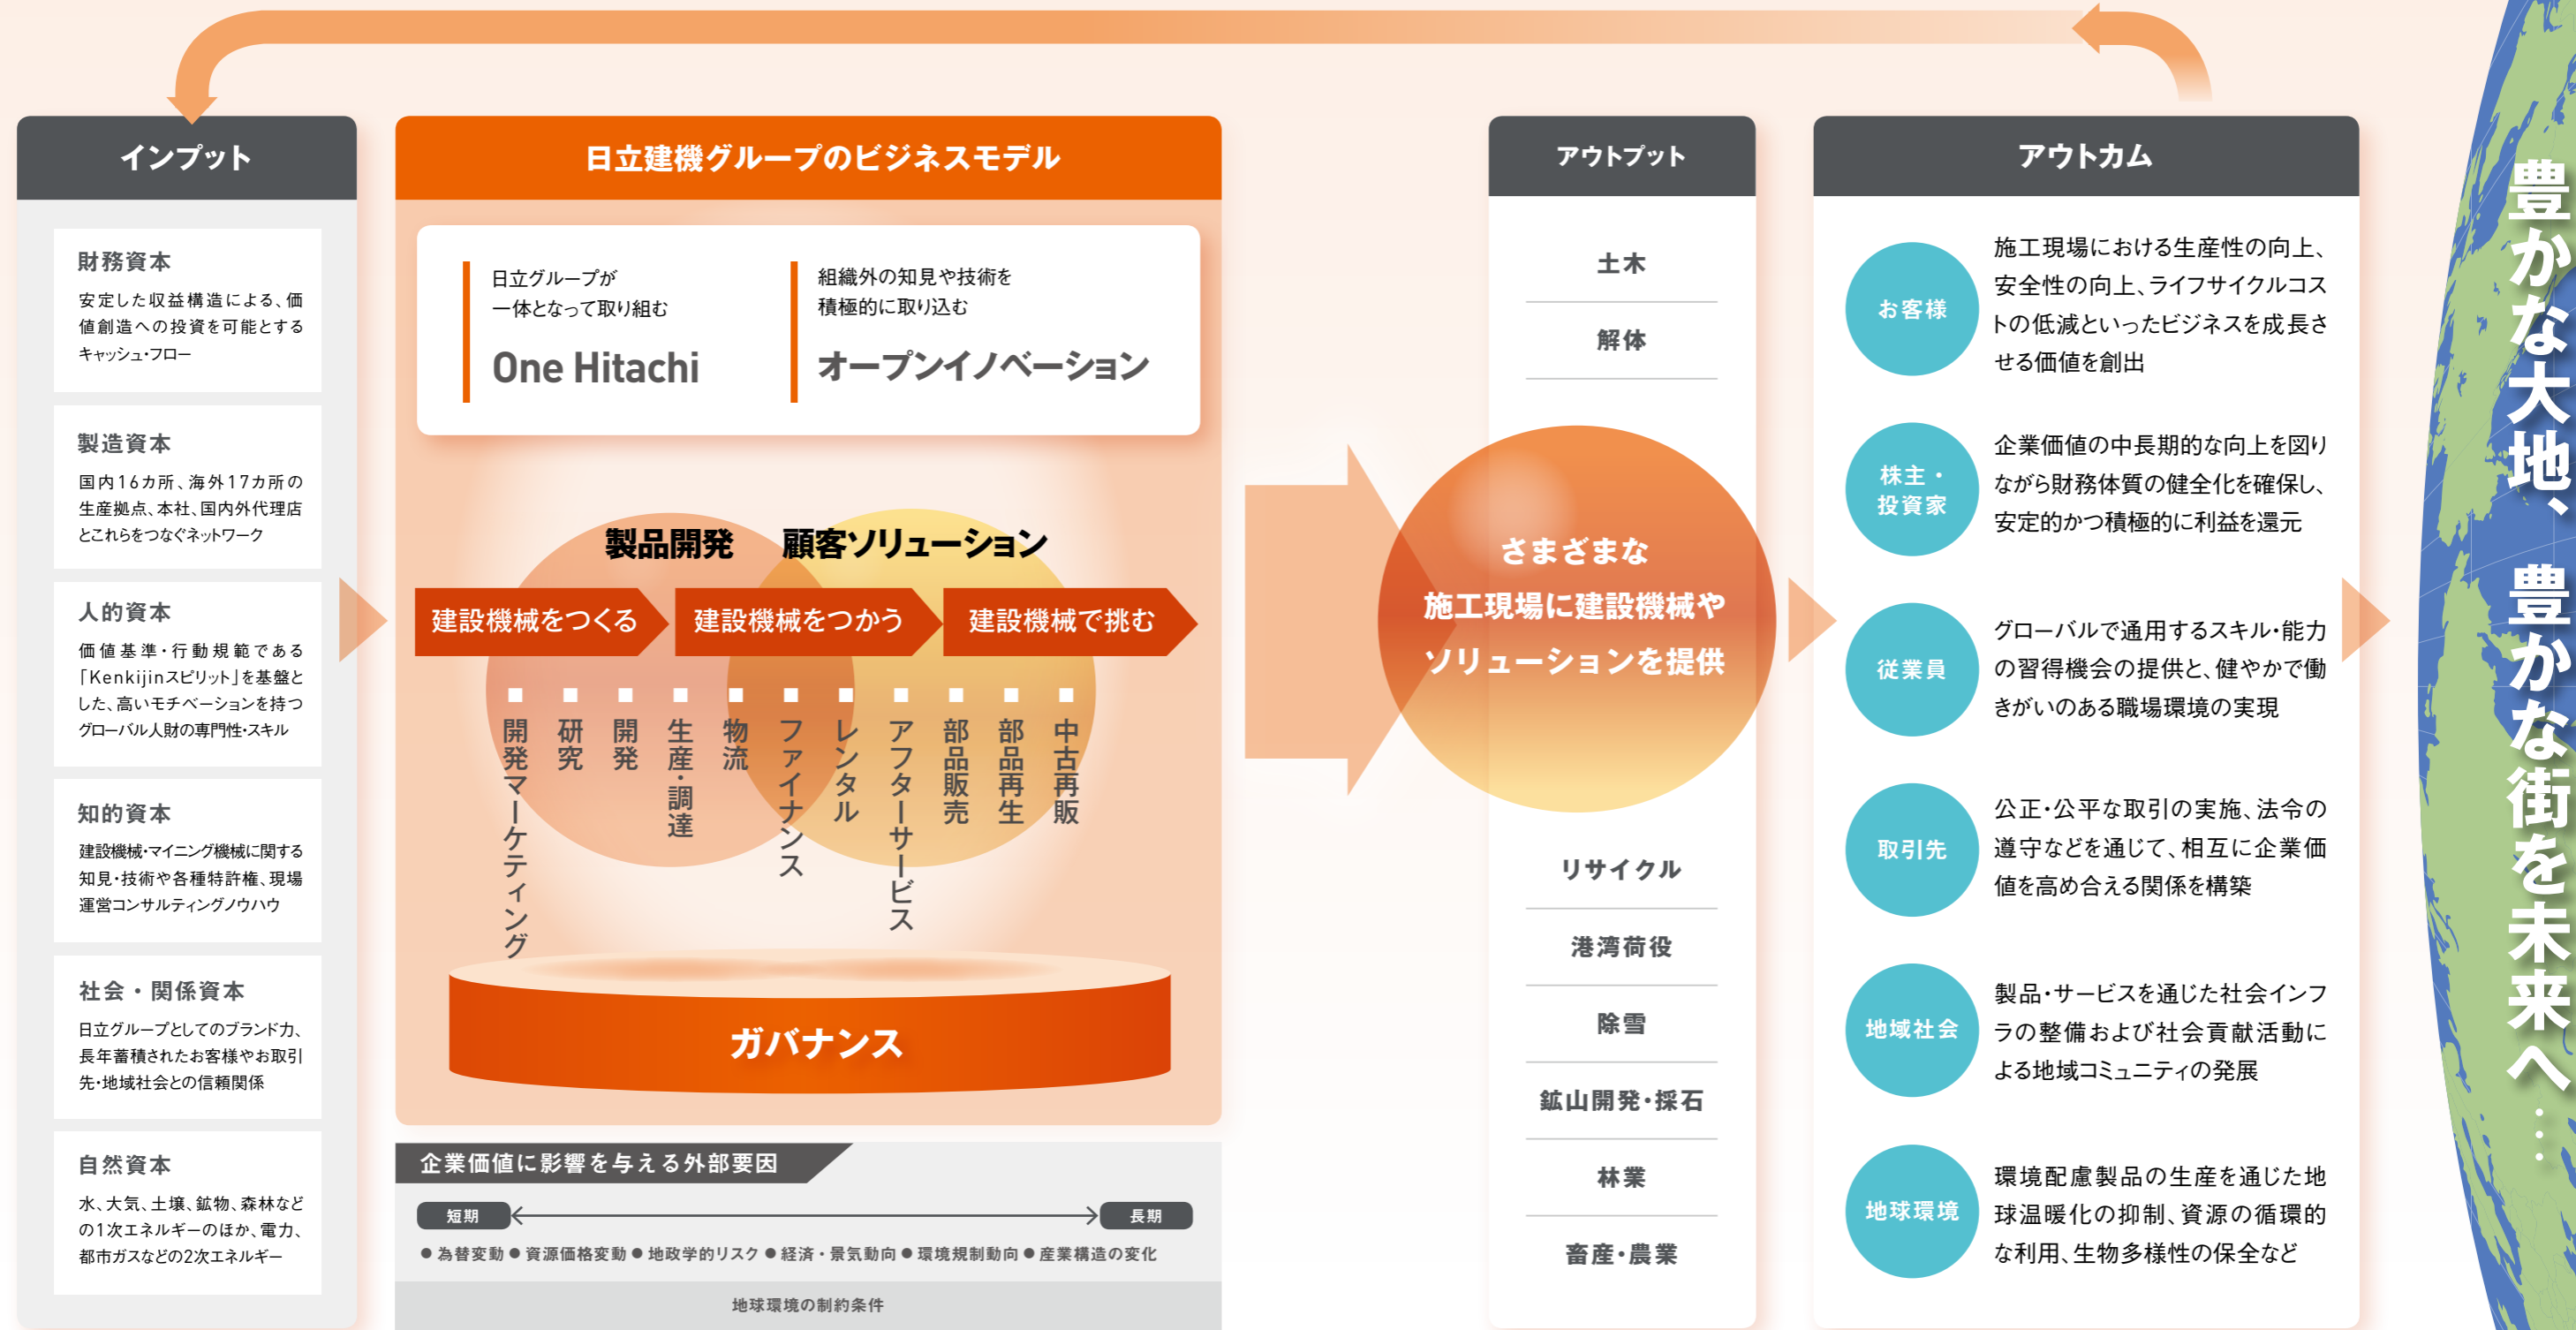 インプット
財務資本
安定した収益構造による、価
値創造への投資を可能とする
キャッシュ・フロー
製造資本
国内16カ所、海外17カ所の
生産拠点、本社、国内外代理店
とこれらをつなぐネットワーク
人的資本
価値基準・行動規範である
「Kenkijinスピリット」を基盤と
した、高いモチベーションを持つ
グローバル人財の専門性・スキル
知的資本
建設機械・マイニング機械に関する
知見・技術や各種特許権、現場
運営コンサルティングノウハウ
社会・関係資本
日立グループとしてのブランド力、
長年蓄積されたお客様やお取引
先・地域社会との信頼関係
自然資本
水、大気、土壌、鉱物、森林など
の1次エネルギーのほか、電力、
都市ガスなどの2次エネルギー
日立建機グループのビジネスモデル
日立グループが
一体となって取り組む
One Hitachi
組織外の知見や技術を
積極的に取り込む
オープンイノベーション
製品開発
顧客ソリューション
建設機械をつくる
建設機械をつかう
建設機械で挑む
開発マーケティング
研究
開発
生産・調達
物流
ファイナンス
レンタル
アフターサービス
部品販売
部品再生
中古再販
ガバナンス
企業価値に影響を与える外部要因
短期
長期
●為替変動●資源価格変動●地政学的リスク●経済・景気動向●環境規制動向●産業構造の変化
地球環境の制約条件
アウトプット
土木
解体
さまざまな
施工現場に建設機械や
ソリューションを提供
リサイクル
港湾荷役
除雪
鉱山開発・採石
林業
畜産・農業
アウトカム
お客様
施工現場における生産性の向上、
安全性の向上、ライフサイクルコス
トの低減といったビジネスを成長さ
せる価値を創出
株主・
投資家
企業価値の中長期的な向上を図り
ながら財務体質の健全化を確保し、
安定的かつ積極的に利益を還元
従業員
グローバルで通用するスキル・能力
の習得機会の提供と、健やかで働
きがいのある職場環境の実現
取引先
公正・公平な取引の実施、法令の
遵守などを通じて、相互に企業価
値を高め合える関係を構築
地域社会
製品・サービスを通じた社会インフ
ラの整備および社会貢献活動に
よる地域コミュニティの発展
地球環境
環境配慮製品の生産を通じた地
球温暖化の抑制、資源の循環的
な利用、生物多様性の保全など
豊かな大地、豊かな街を未来へ……